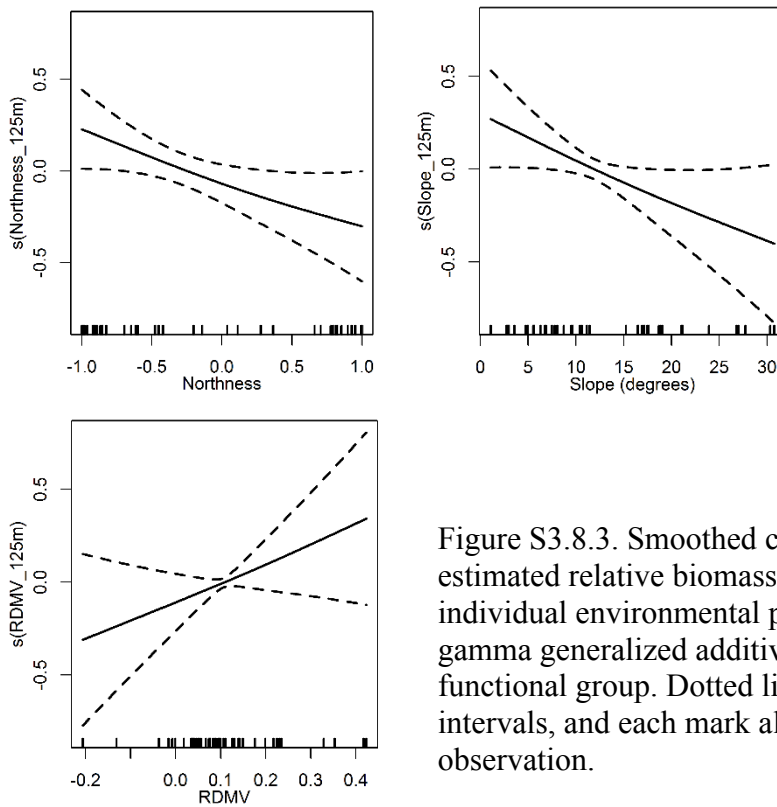 s(Northness_125m)
0.5
0.0
-0.5
-1.0 -0.5 0.0 0.5 1.0
Northness
s(Slope_125m)
0.5
0.0
-0.5
0 5 10 15 20 25 30
Slope (degrees)
s(RDMV_125m)
0.5
0.0
-0.5
-0.2 0.0 0.1 0.2 0.3 0.4
RDMV
Figure S3.8.3. Smoothed c
estimated relative biomass
individual environmental p
gamma generalized additiv
functional group. Dotted li
intervals, and each mark al
observation.